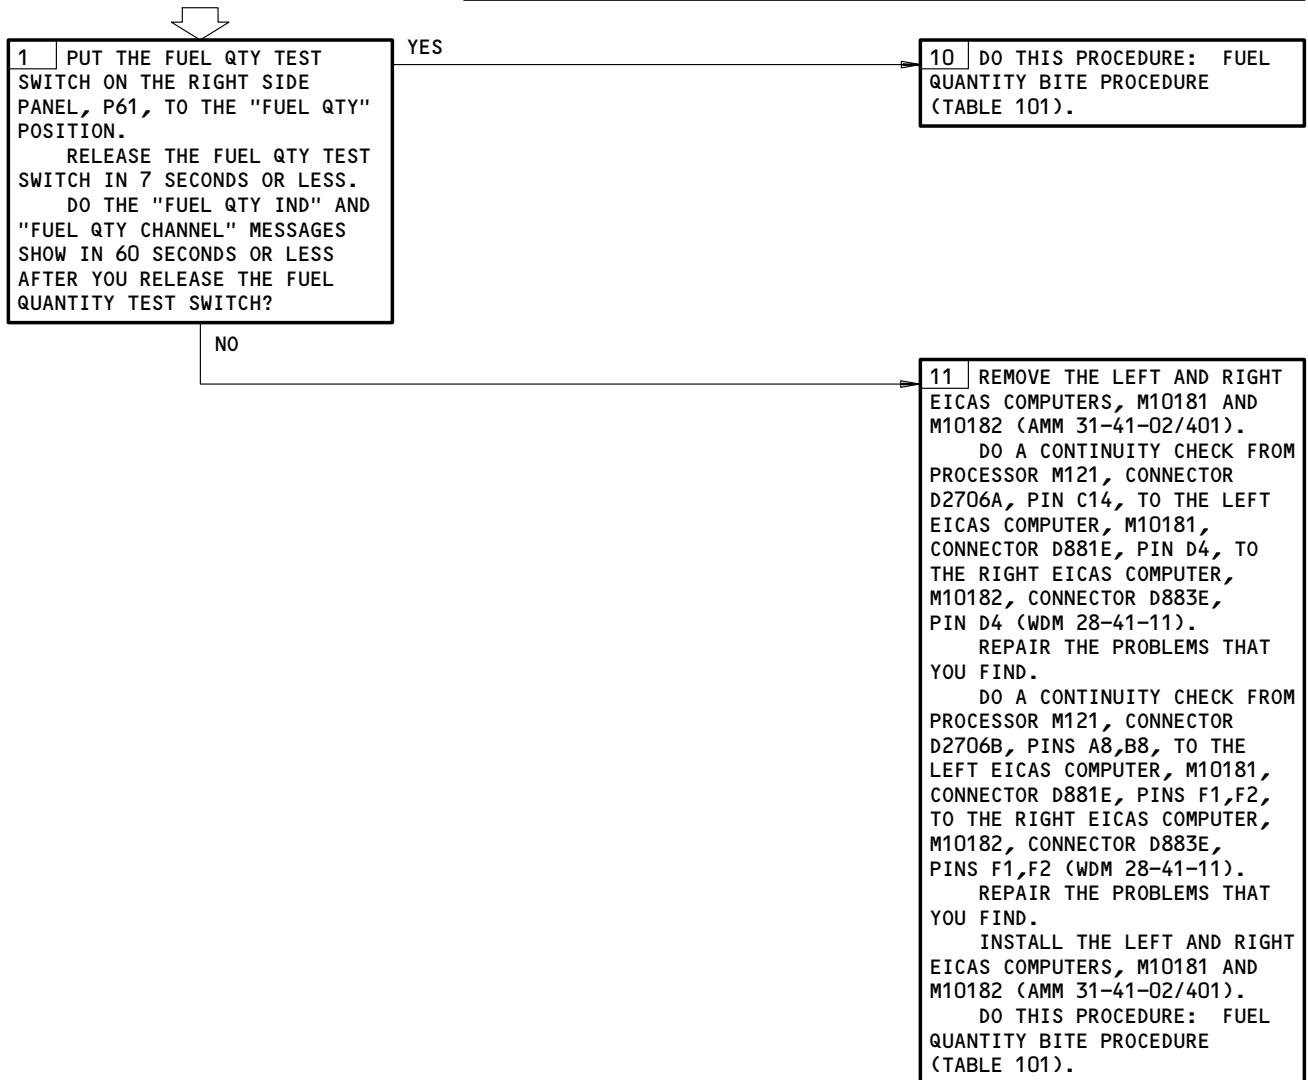 1 PUT THE FUEL QTY TEST
SWITCH ON THE RIGHT SIDE
PANEL, P61, TO THE "FUEL QTY"
POSITION.
RELEASE THE FUEL QTY TEST
SWITCH IN 7 SECONDS OR LESS.
DO THE "FUEL QTY IND" AND
"FUEL QTY CHANNEL" MESSAGES
SHOW IN 60 SECONDS OR LESS
AFTER YOU RELEASE THE FUEL
QUANTITY TEST SWITCH?
YES
10 DO THIS PROCEDURE: FUEL
QUANTITY BITE PROCEDURE
(TABLE 101).
NO
11 REMOVE THE LEFT AND RIGHT
EICAS COMPUTERS, M10181 AND
M10182 (AMM 31-41-02/401).
DO A CONTINUITY CHECK FROM
PROCESSOR M121, CONNECTOR
D2706A, PIN C14, TO THE LEFT
EICAS COMPUTER, M10181,
CONNECTOR D881E, PIN D4, TO
THE RIGHT EICAS COMPUTER,
M10182, CONNECTOR D883E,
PIN D4 (WDM 28-41-11).
REPAIR THE PROBLEMS THAT
YOU FIND.
DO A CONTINUITY CHECK FROM
PROCESSOR M121, CONNECTOR
D2706B, PINS A8,B8, TO THE
LEFT EICAS COMPUTER, M10181,
CONNECTOR D881E, PINS F1,F2,
TO THE RIGHT EICAS COMPUTER,
M10182, CONNECTOR D883E,
PINS F1,F2 (WDM 28-41-11).
REPAIR THE PROBLEMS THAT
YOU FIND.
INSTALL THE LEFT AND RIGHT
EICAS COMPUTERS, M10181 AND
M10182 (AMM 31-41-02/401).
DO THIS PROCEDURE: FUEL
QUANTITY BITE PROCEDURE
(TABLE 101).